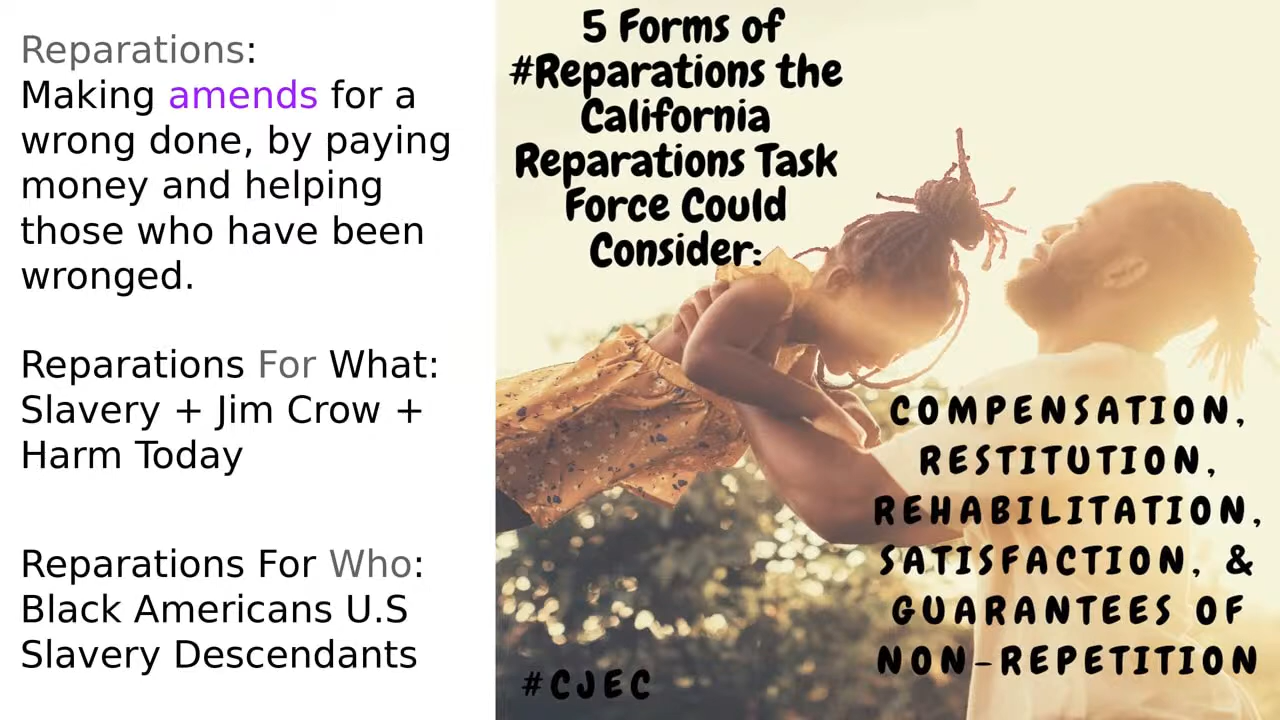 Reparations:
Making amends for a
wrong done, by paying
money and helping
those who have been
wronged.
Reparations For What:
Slavery + Jim Crow +
Harm Today
Reparations For Who:
Black Americans U.S
Slavery Descendants
5 Forms of
#Reparations the
California
Reparations Task
Force Could
Consider:
COMPENSATION,
RESTITUTION,
REHABILITATION,
SATISFACTION, &
GUARANTEES OF
NON-REPETITION
#CJEC